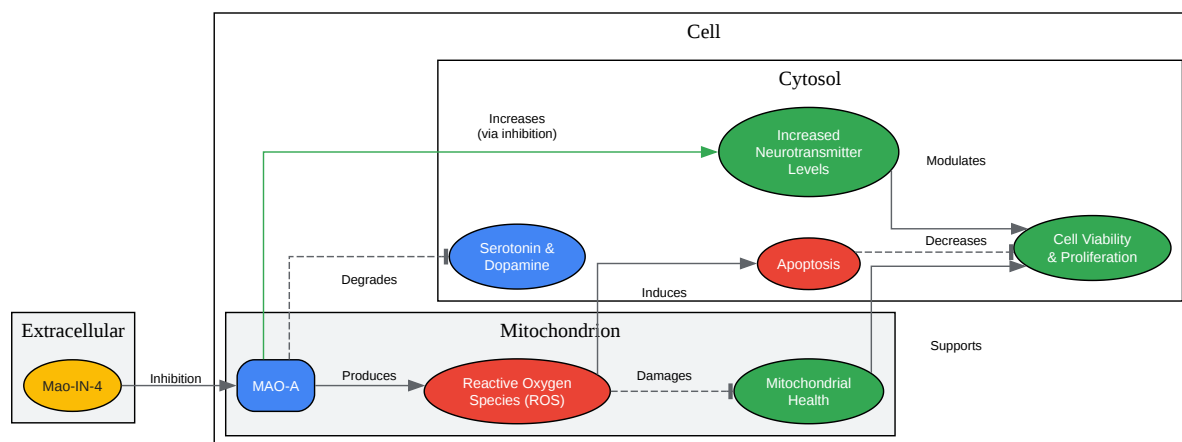 Cell
Cytosol
Increases
(via inhibition)
Increased
Neurotransmitter
Levels
Modulates
Serotonin &
Dopamine
Degrades
Apoptosis
Decreases
Cell Viability
& Proliferation
Induces
Extracellular
Mao-IN-4
Inhibition
Mitochondrion
MAO-A
Produces
Reactive Oxygen
Species (ROS)
Damages
Mitochondrial
Health
Supports